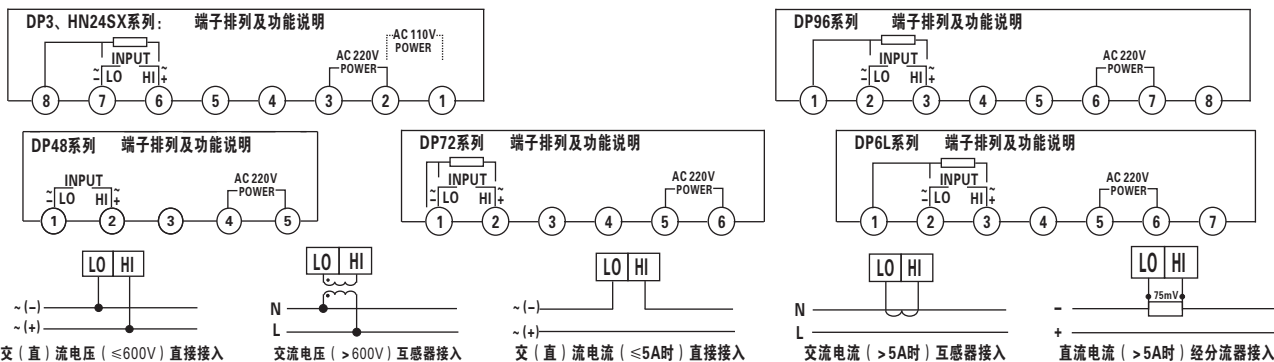 DP3、HN24SX系列： 端子排列及功能说明
AC 110V
POWER
INPUT
AC 220V
POWER
~ LO HI ~
− +
8 7 6 5 4 3 2 1
DP96系列 端子排列及功能说明
INPUT
AC 220V
POWER
~ LO HI ~
− +
1 2 3 4 5 6 7 8
DP48系列 端子排列及功能说明
INPUT
AC 220V
POWER
~ LO HI ~
− +
1 2 3 4 5
DP72系列 端子排列及功能说明
INPUT
AC 220V
POWER
~ LO HI ~
− +
1 2 3 4 5 6
DP6L系列 端子排列及功能说明
INPUT
AC 220V
POWER
~ LO HI ~
− +
1 2 3 4 5 6 7
LO HI
~(−)
~(+)
交（直）流电压（≤600V）直接接入
LO HI
N
L
交流电压（>600V）互感器接入
LO HI
~(−)
~(+)
交（直）流电流（≤5A时）直接接入
LO HI
N
L
交流电流（>5A时）互感器接入
LO HI
75mV
−
+
直流电流（>5A时）经分流器接入